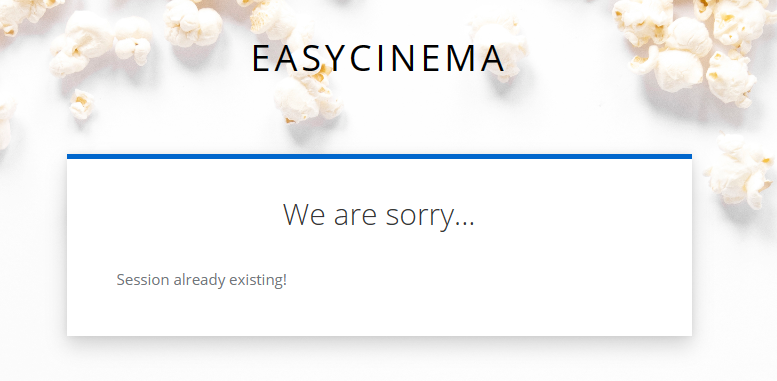 EASYCINEMA
We are sorry...
Session already existing!